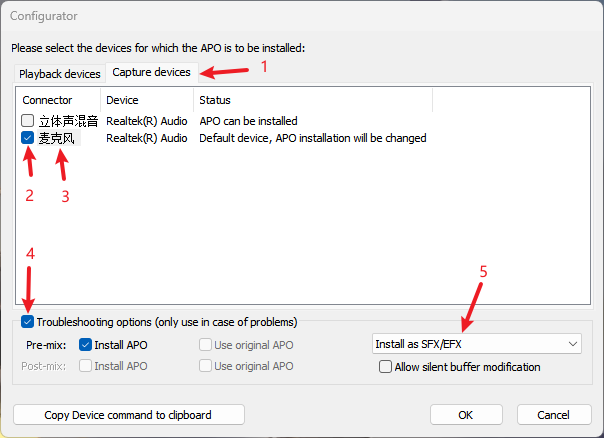 Configurator
Please select the devices for which the APO is to be installed:
Playback devices Capture devices 1
Connector Device Status
立体声混音 Realtek(R) Audio APO can be installed
麦克风 Realtek(R) Audio Default device, APO installation will be changed
2 3
4 5
Troubleshooting options (only use in case of problems)
Pre-mix: Install APO Use original APO Install as SFX/EFX
Post-mix: Install APO Use original APO Allow silent buffer modification
Copy Device command to clipboard OK Cancel